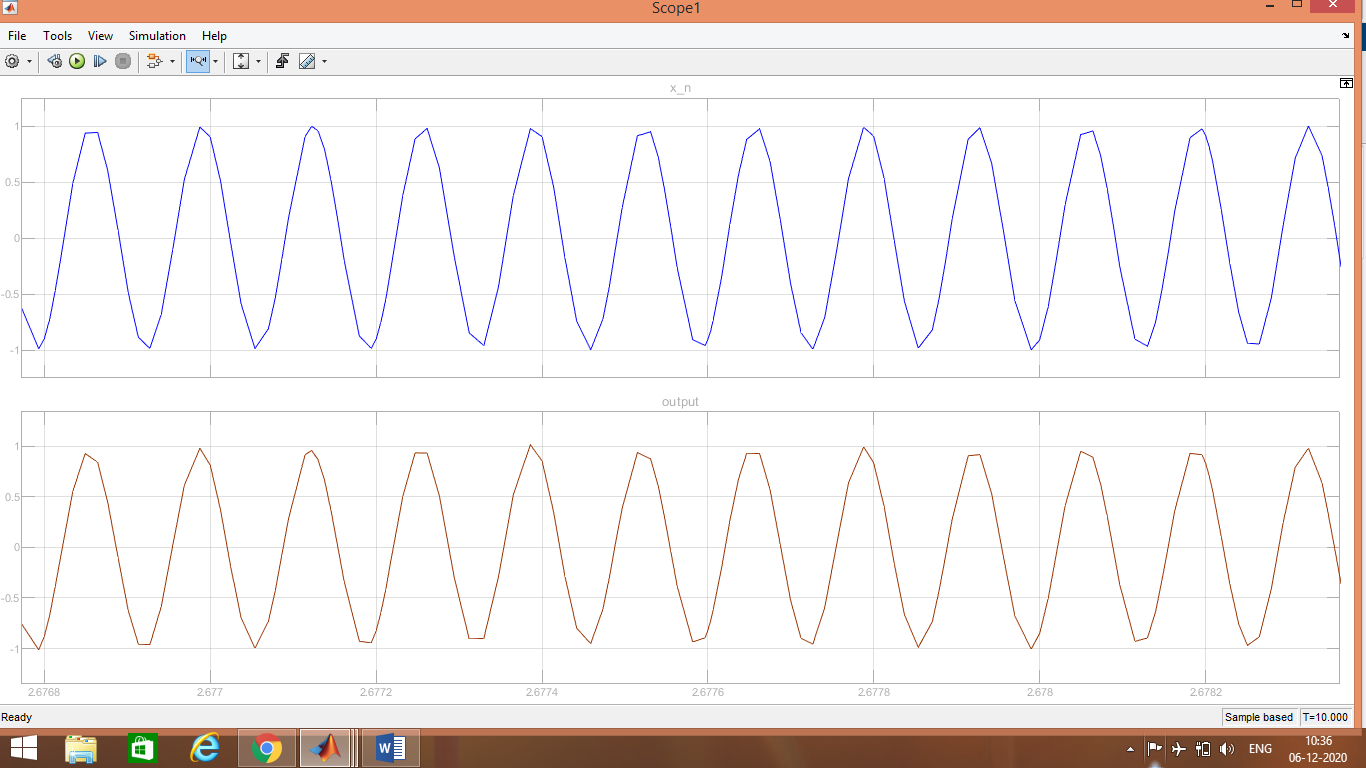 Scope1
File Tools View Simulation Help
x_n
1
0.5
0
-0.5
-1
output
1
0.5
0
-0.5
-1
2.6768 2.677 2.6772 2.6774 2.6776 2.6778 2.678 2.6782
Ready Sample based T=10.000
ENG 10:36
06-12-2020